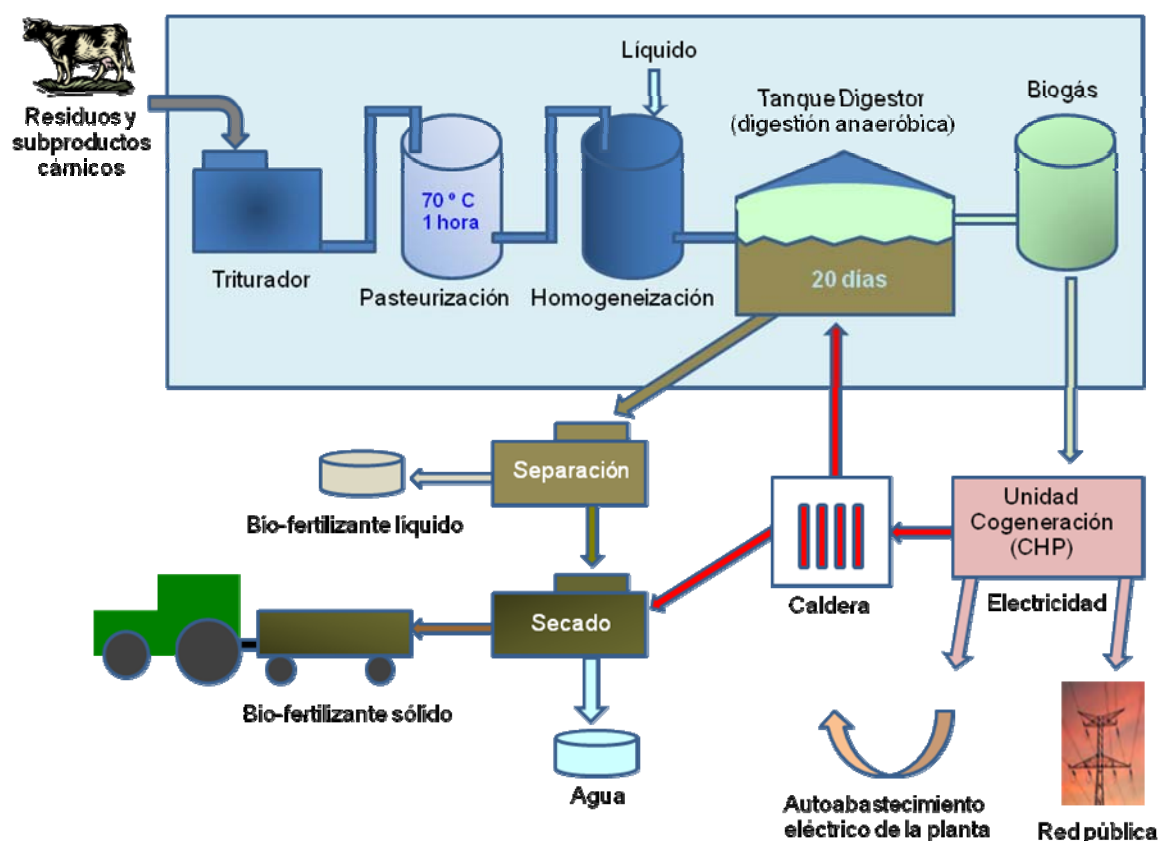 Residuos y
subproductos
cárnicos
Líquido
Tanque Digestor
(digestión anaeróbica)
Biogás
70 º C
1 hora
20 días
Triturador
Pasteurización
Homogeneización
Separación
Bio-fertilizante líquido
Unidad
Cogeneración
(CHP)
Caldera
Electricidad
Secado
Bio-fertilizante sólido
Agua
Autoabastecimiento
eléctrico de la planta
Red pública